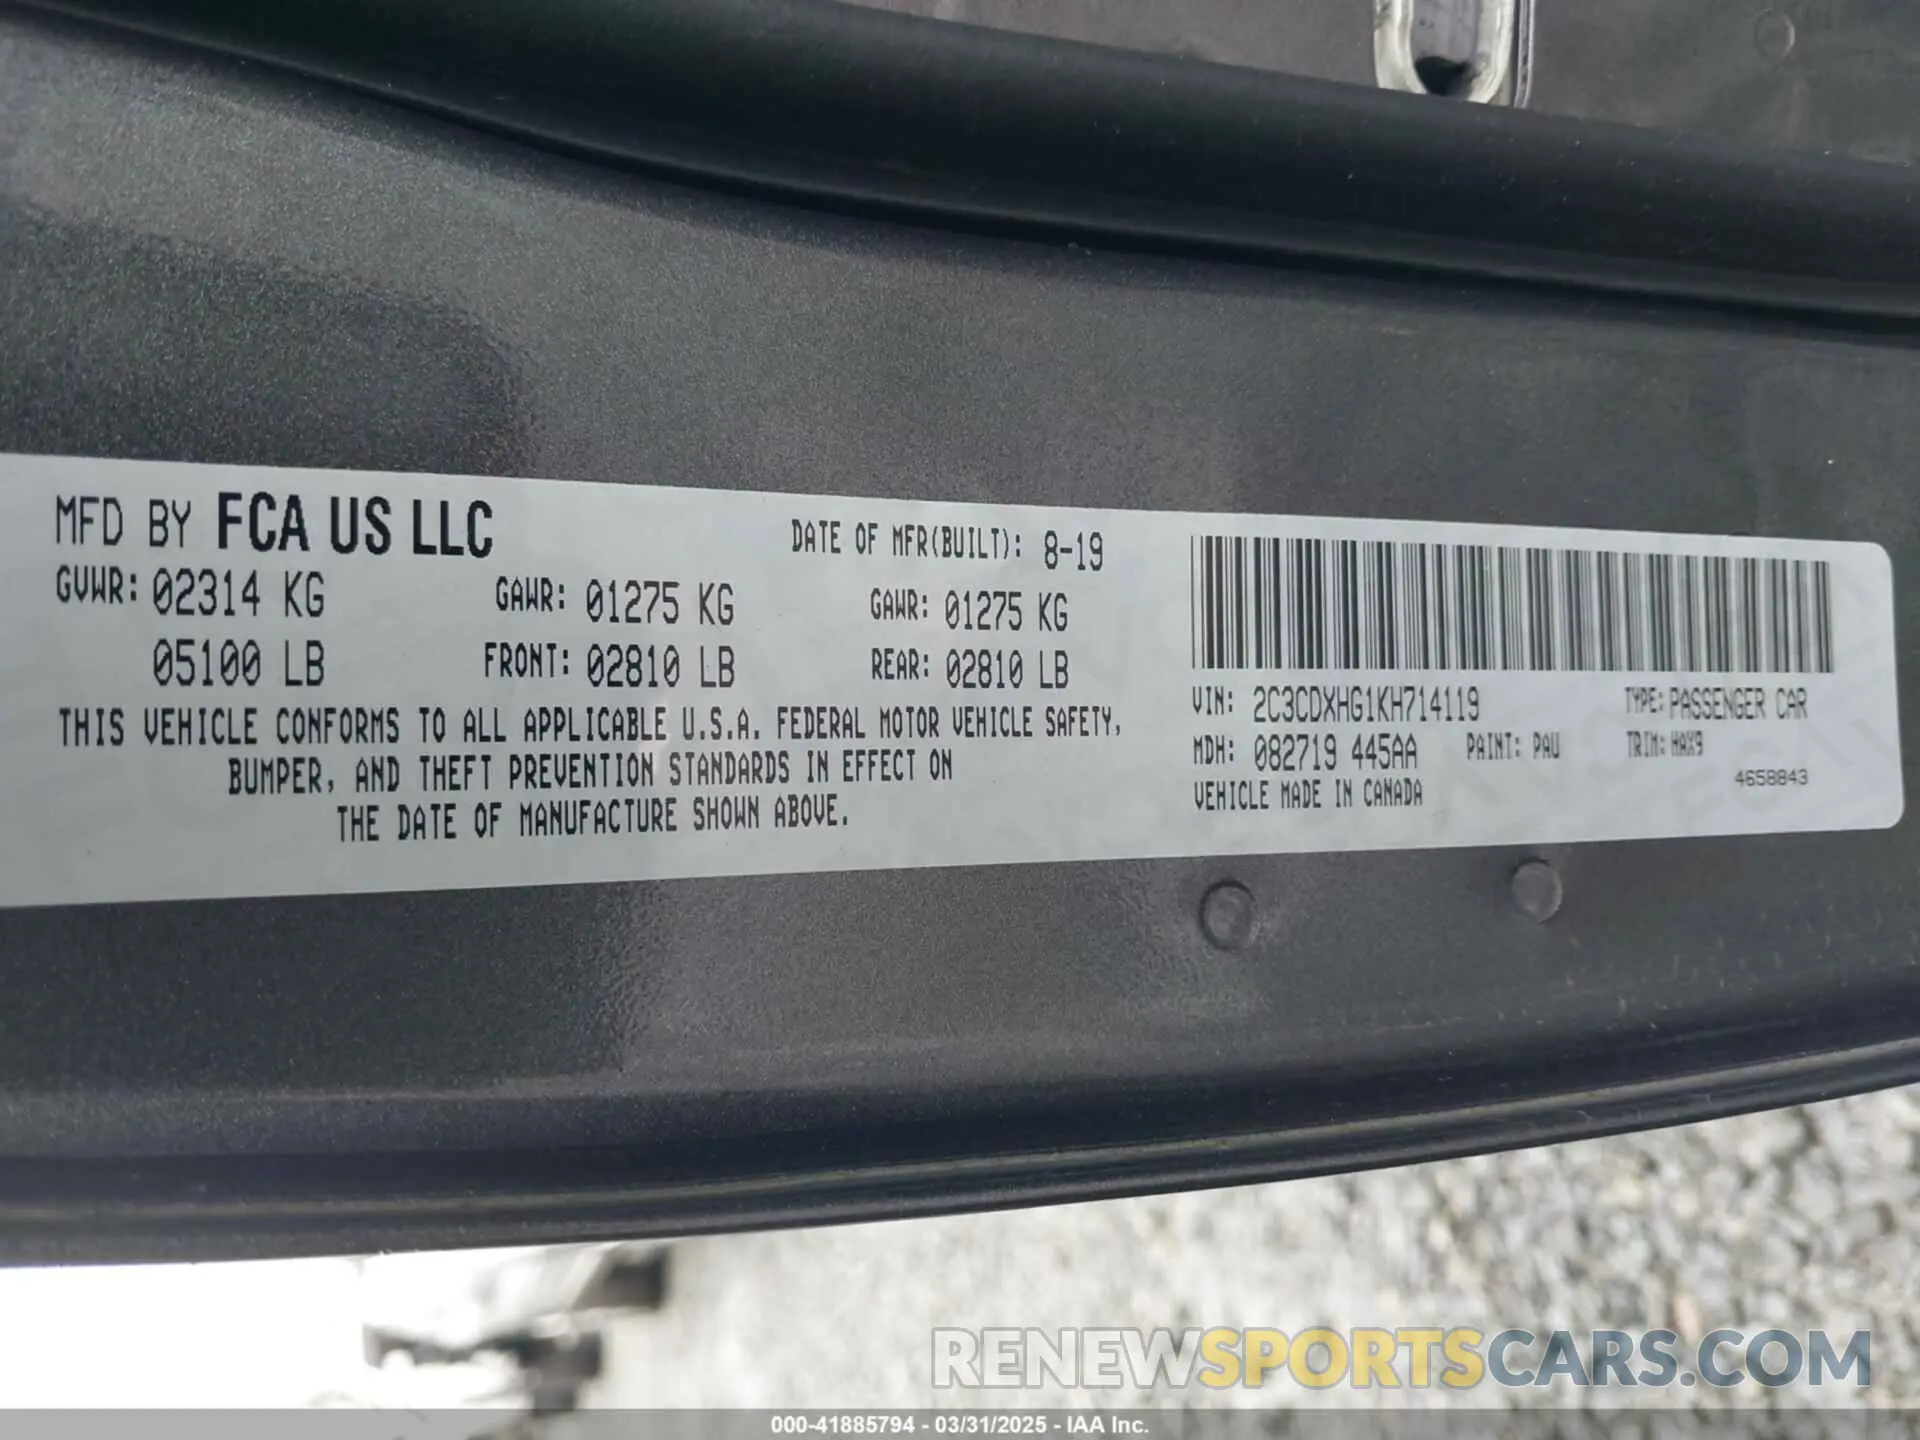 MFD BY FCA US LLC
DATE OF MFR(BUILT): 8-19
GVWR: 02314 KG GAWR: 01275 KG GAWR: 01275 KG
05100 LB FRONT: 02810 LB REAR: 02810 LB
THIS VEHICLE CONFORMS TO ALL APPLICABLE U.S.A. FEDERAL MOTOR VEHICLE SAFETY,
BUMPER, AND THEFT PREVENTION STANDARDS IN EFFECT ON
THE DATE OF MANUFACTURE SHOWN ABOVE.
VIN: 2C3CDXHG1KH714119 TYPE: PASSENGER CAR
MDH: 082719 445AA PAINT: PAU TRIM: HAX9
VEHICLE MADE IN CANADA 4658843
RENEWSPORTSCARS.COM
000-41885794 - 03/31/2025 - IAA Inc.